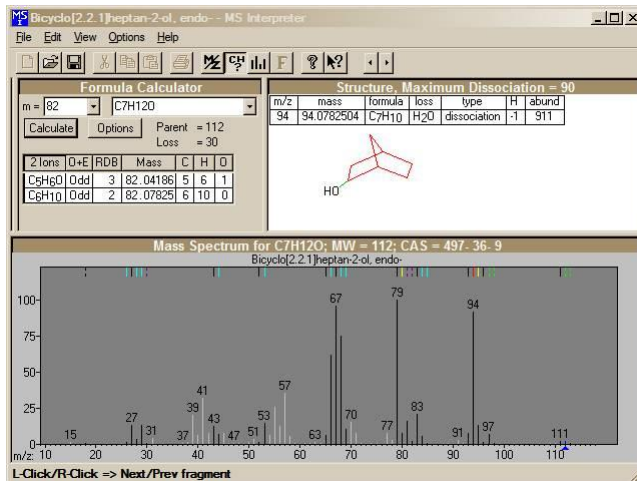 Bicyclo[2.2.1]heptan-2-ol, endo- - MS Interpreter
File Edit View Options Help
Formula Calculator
m = 82 C7H12O
Calculate Options Parent = 112
Loss = 30
2 Ions O+E RDB Mass C H O
C5H6O Odd 3 82.04186 5 6 1
C6H10 Odd 2 82.07825 6 10 0
Structure, Maximum Dissociation = 90
m/z mass formula loss type H abund
94 94.0782504 C7H10 H2O dissociation -1 911
HO
Mass Spectrum for C7H12O; MW = 112; CAS = 497- 36- 9
Bicyclo[2.2.1]heptan-2-ol, endo-
100-
75-
50-
25-
0-
15 27 31 37 39 41 43 47 51 53 57 63 67 70 77 79 83 91 94 97 111
m/z: 10 20 30 40 50 60 70 80 90 100 110
L-Click/R-Click => Next/Prev fragment